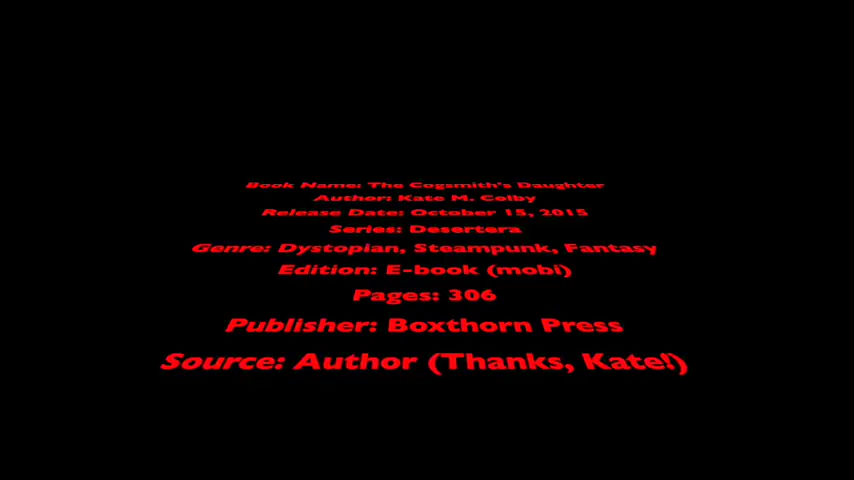 Book Name: The Cogsmith's Daughter
Author: Kate M. Colby
Release Date: October 15, 2015
Series: Desertera
Genre: Dystopian, Steampunk, Fantasy
Edition: E-book (mobi)
Pages: 306
Publisher: Boxthorn Press
Source: Author (Thanks, Kate!)